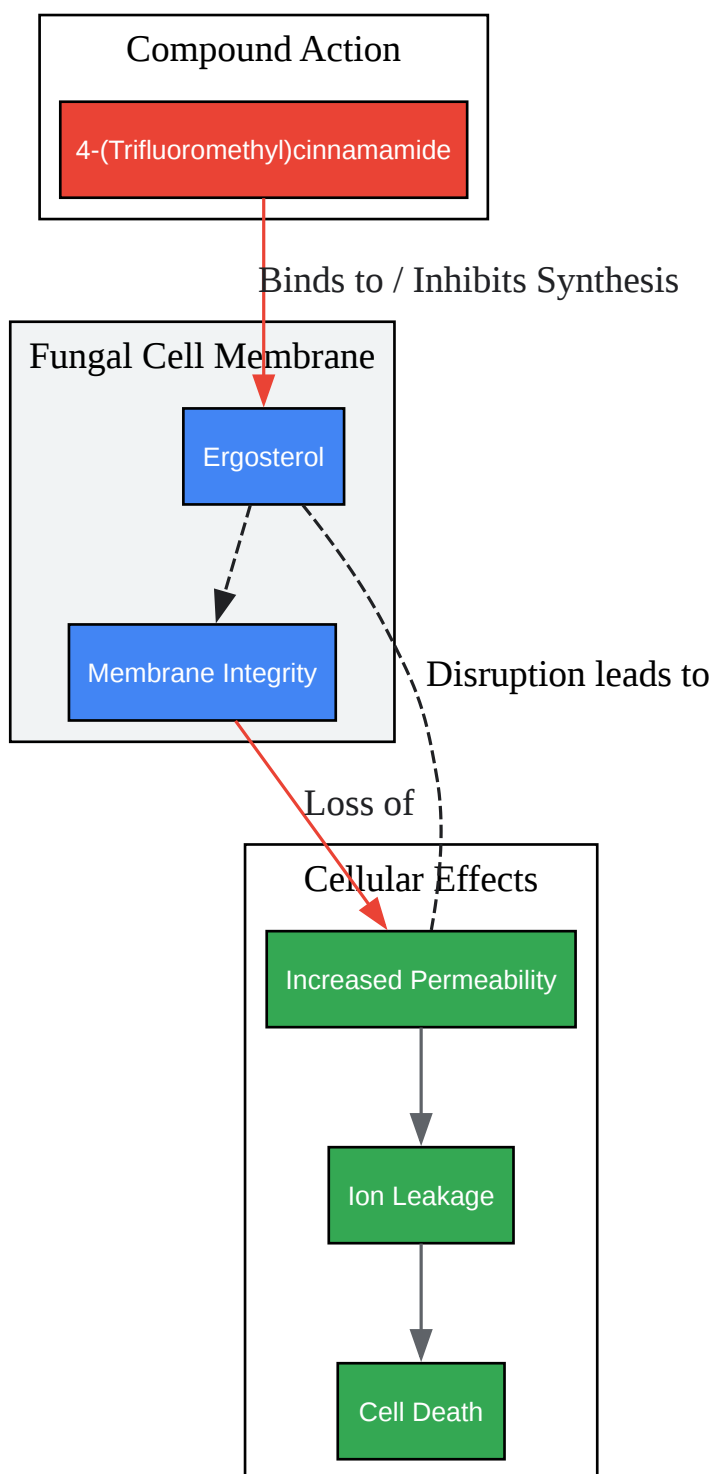 Compound Action
4-(Trifluoromethyl)cinnamamide
Binds to / Inhibits Synthesis
Fungal Cell Membrane
Ergosterol
Membrane Integrity
Disruption leads to
Loss of
Cellular Effects
Increased Permeability
Ion Leakage
Cell Death